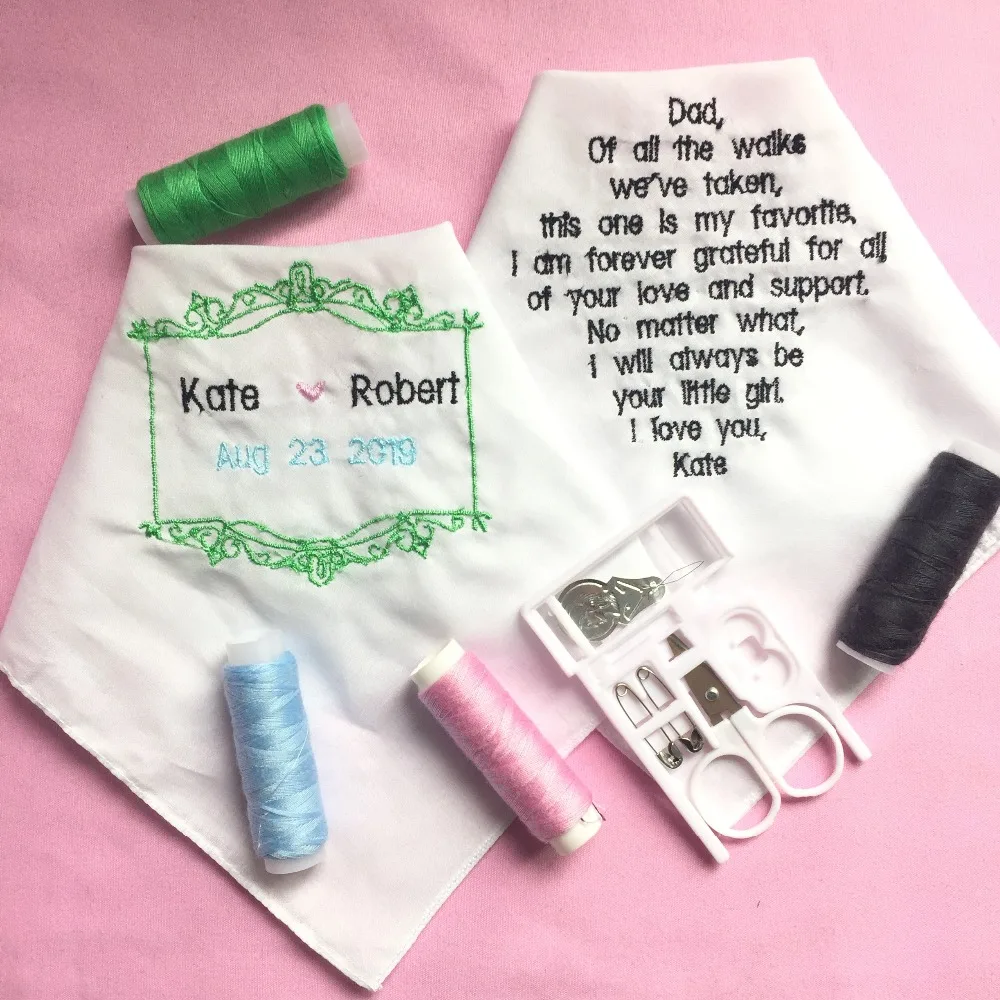 Kate Robert
Aug 23 2019
Dad,
Of all the walks
we've taken,
this one is my favorite,
I am forever grateful for all
of your love and support.
No matter what,
I will always be
your little girl.
I love you,
Kate